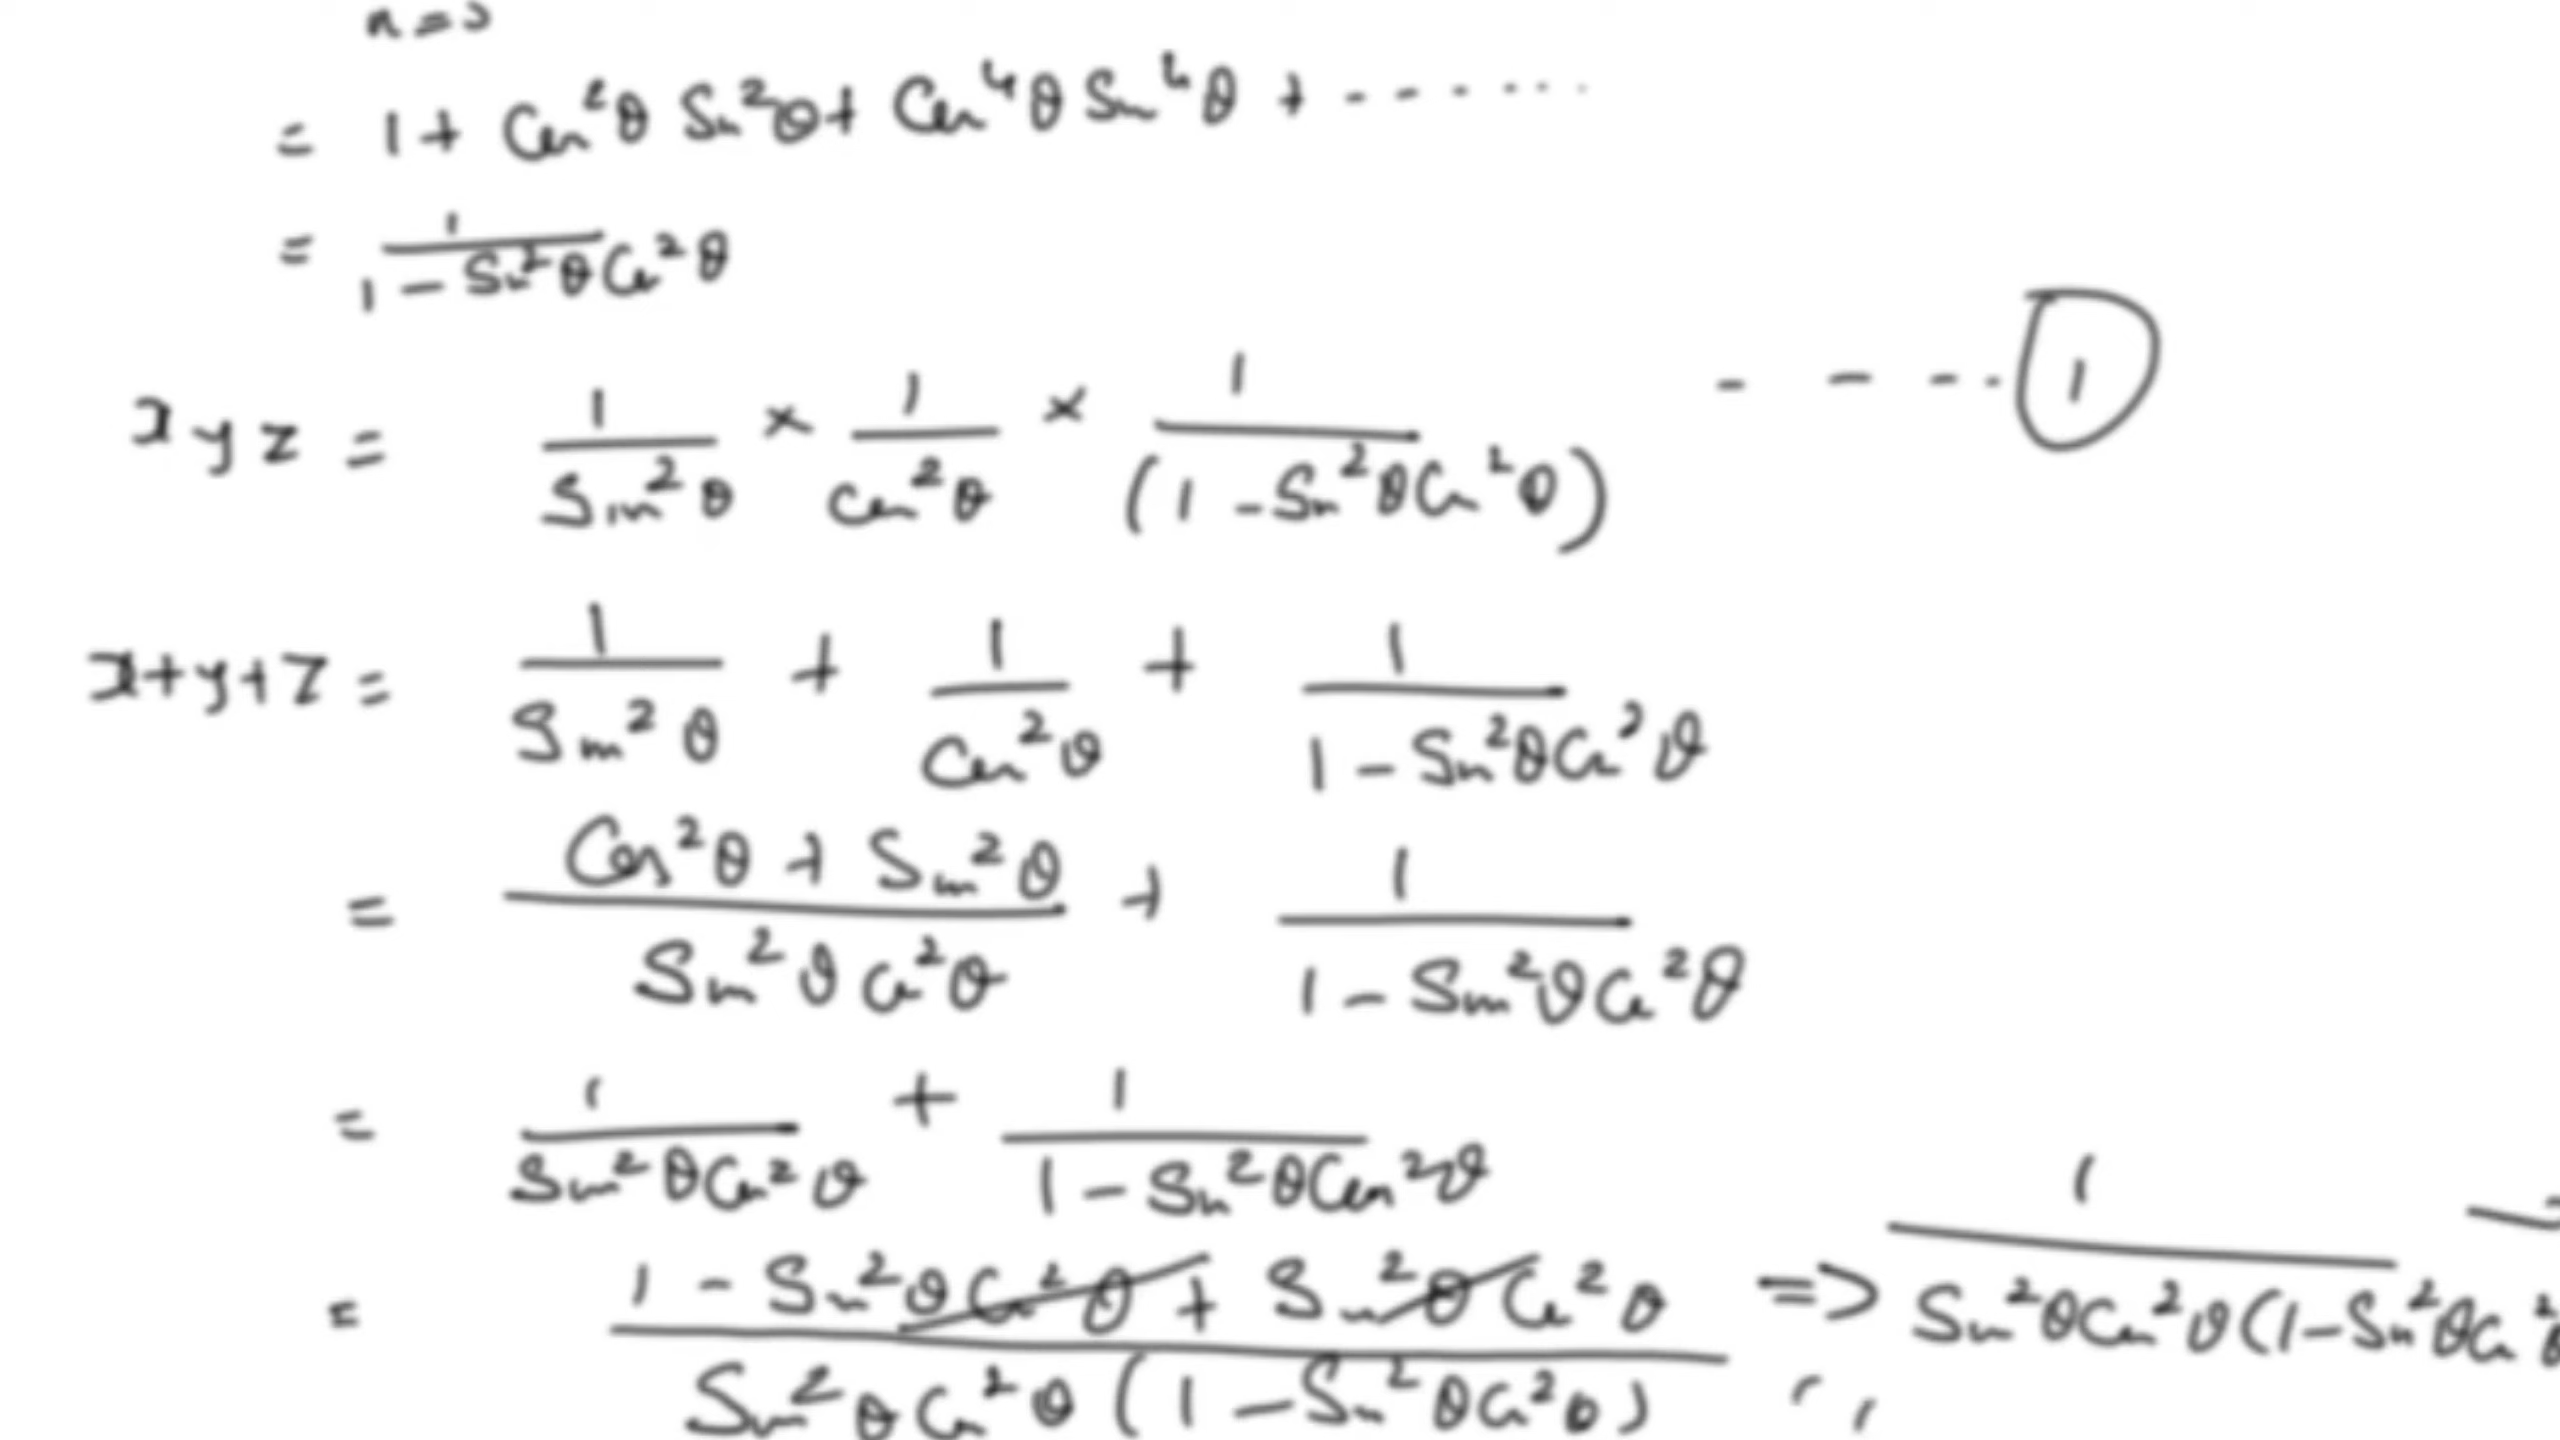 n = 0
= 1 + Cos²θ Sin²θ + Cos⁴θ Sin⁴θ + - - - - - -
= 1 / (1 - Sin²θ Cos²θ)
x y z = 1 / Sin²θ × 1 / Cos²θ × 1 / (1 - Sin²θ Cos²θ) - - - - 1
x + y + z = 1 / Sin²θ + 1 / Cos²θ + 1 / (1 - Sin²θ Cos²θ)
= (Cos²θ + Sin²θ) / (Sin²θ Cos²θ) + 1 / (1 - Sin²θ Cos²θ)
= 1 / (Sin²θ Cos²θ) + 1 / (1 - Sin²θ Cos²θ)
= (1 - Sin²θ Cos²θ + Sin²θ Cos²θ) / (Sin²θ Cos²θ (1 - Sin²θ Cos²θ)) => 1 / (Sin²θ Cos²θ (1 - Sin²θ Cos²θ